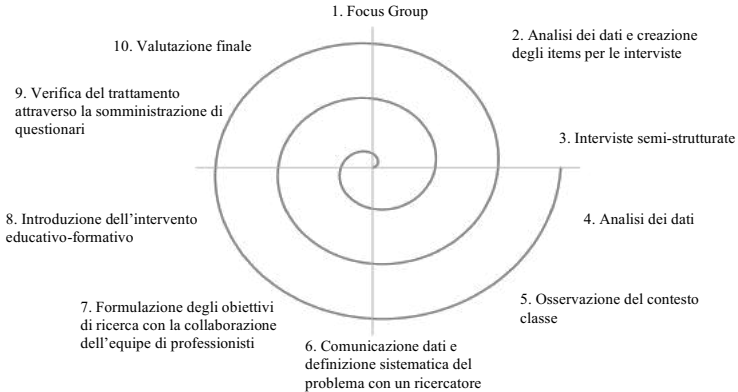 1. Focus Group
2. Analisi dei dati e creazione
degli items per le interviste
3. Interviste semi-strutturate
4. Analisi dei dati
5. Osservazione del contesto
classe
6. Comunicazione dati e
definizione sistematica del
problema con un ricercatore
7. Formulazione degli obiettivi
di ricerca con la collaborazione
dell'equipe di professionisti
8. Introduzione dell'intervento
educativo-formativo
9. Verifica del trattamento
attraverso la somministrazione di
questionari
10. Valutazione finale